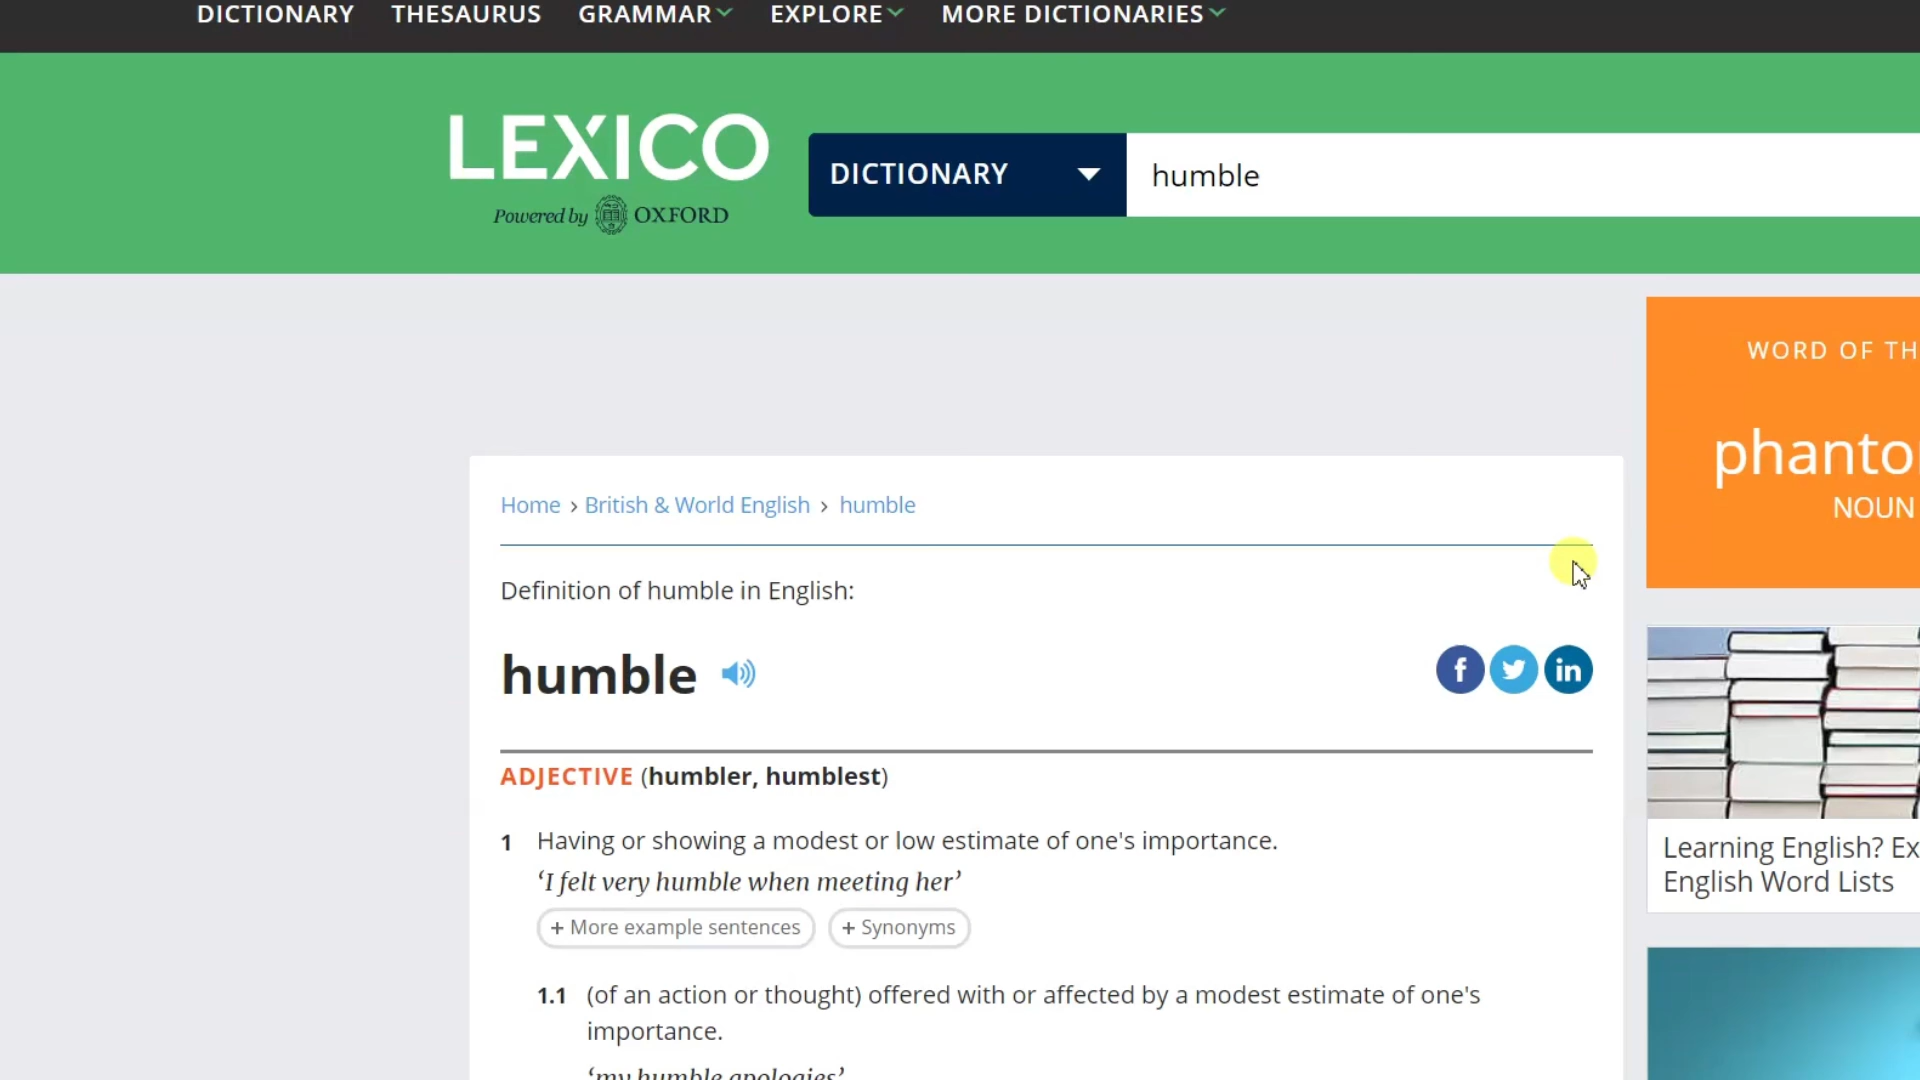 DICTIONARY THESAURUS GRAMMAR EXPLORE MORE DICTIONARIES
LEXICO
Powered by OXFORD
DICTIONARY
humble
WORD OF TH
phanto
NOUN
Home › British & World English › humble
Definition of humble in English:
humble
ADJECTIVE (humbler, humblest)
1 Having or showing a modest or low estimate of one's importance.
‘I felt very humble when meeting her’
+ More example sentences + Synonyms
1.1 (of an action or thought) offered with or affected by a modest estimate of one's
importance.
‘my humble apologies’
Learning English? Ex
English Word Lists